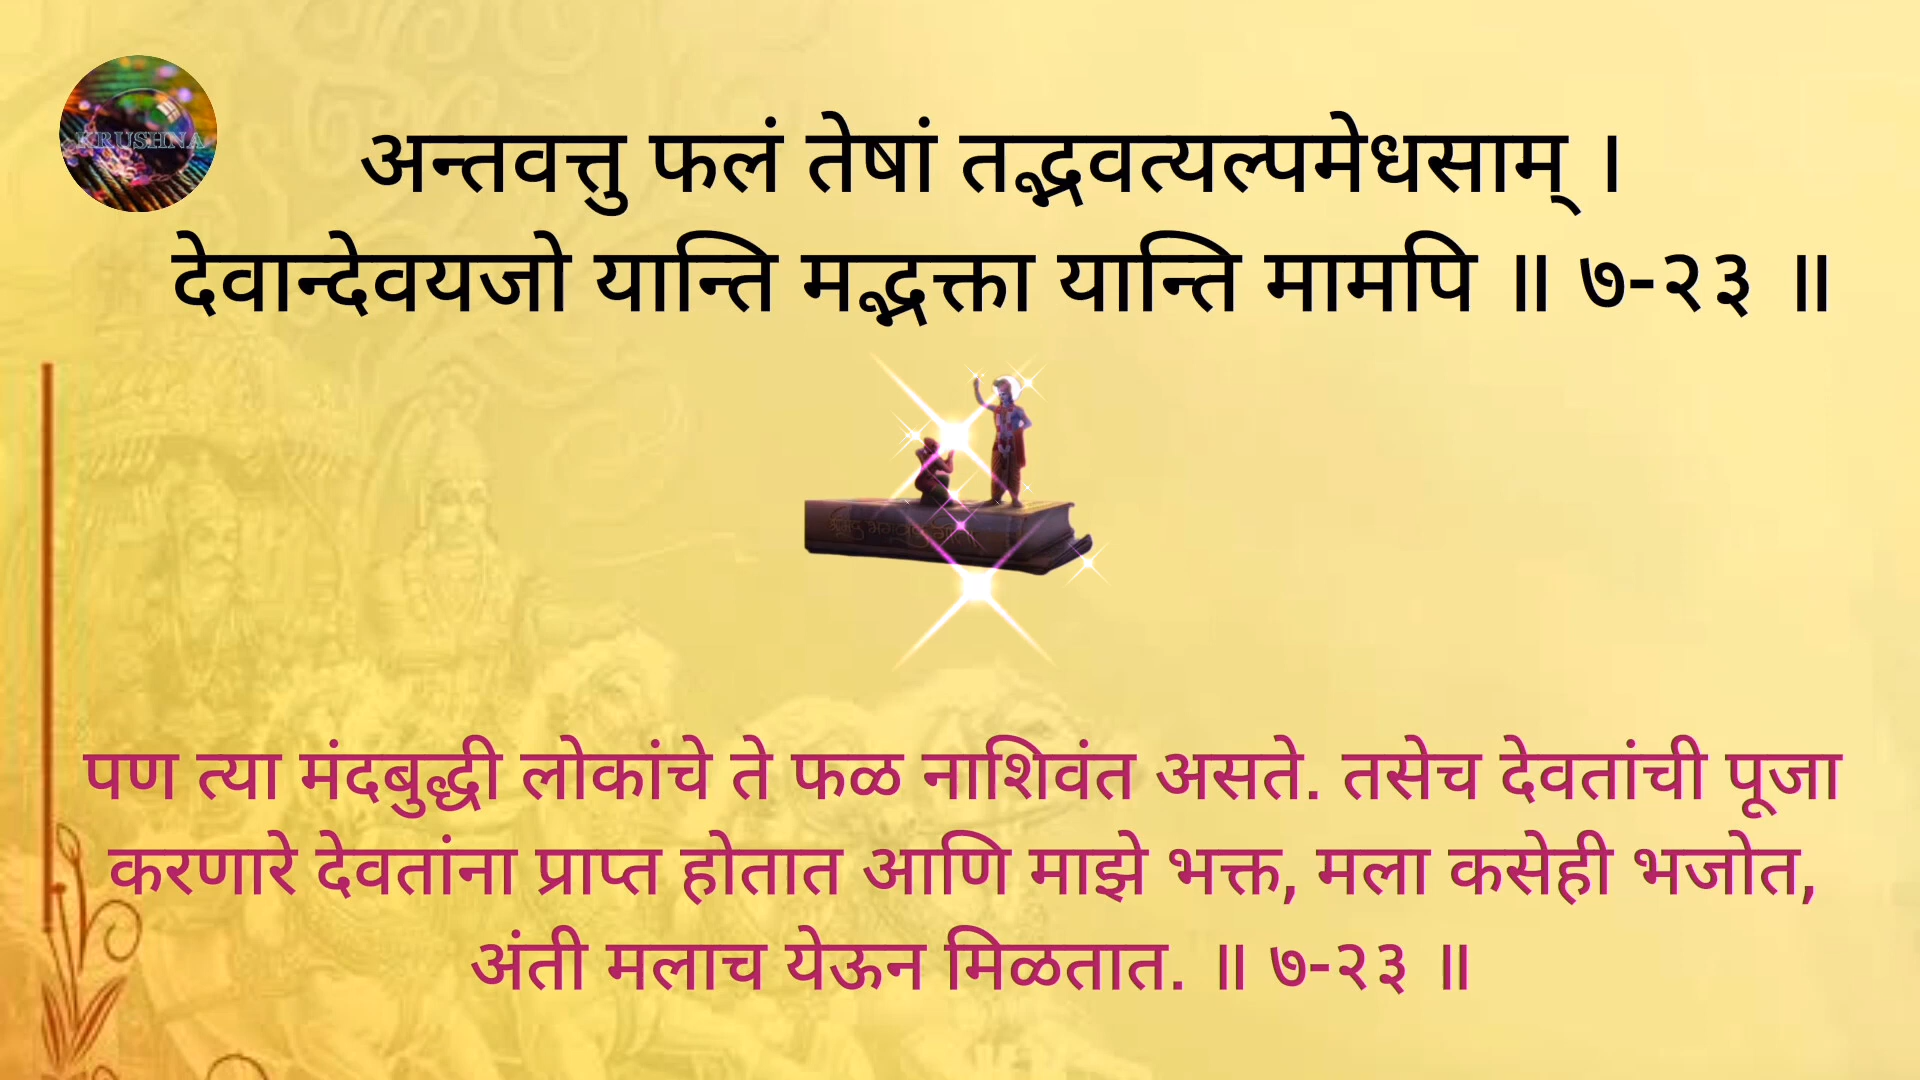 KRUSHNA
अन्तवत्तु फलं तेषां तद्भवत्यल्पमेधसाम् ।
देवान्देवयजो यान्ति मद्भक्ता यान्ति मामपि ॥ ७-२३ ॥
पण त्या मंदबुद्धी लोकांचे ते फळ नाशिवंत असते. तसेच देवतांची पूजा
करणारे देवतांना प्राप्त होतात आणि माझे भक्त, मला कसेही भजोत,
अंती मलाच येऊन मिळतात. ॥ ७-२३ ॥